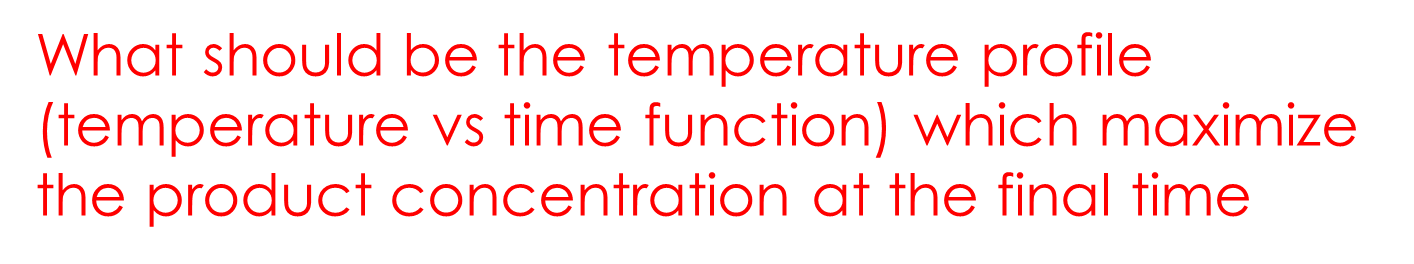 What should be the temperature profile
(temperature vs time function) which maximize
the product concentration at the final time